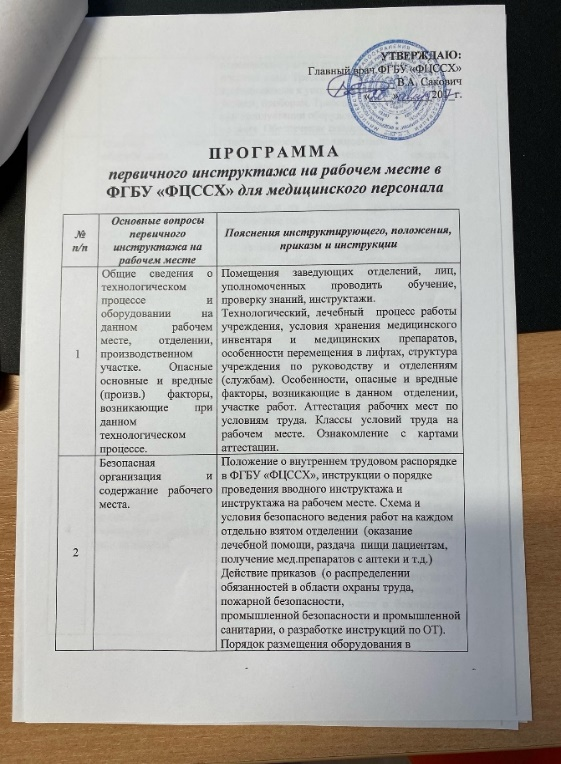 УТВЕРЖДАЮ:
Главный врач ФГБУ «ФЦССХ»
В.А. Сакович
ПРОГРАММА
первичного инструктажа на рабочем месте в
ФГБУ «ФЦССХ» для медицинского персонала
№
п/п
Основные вопросы
первичного
инструктажа на
рабочем месте
Пояснения инструктирующего, положения,
приказы и инструкции
1
Общие сведения о
технологическом
процессе и
оборудовании на
данном рабочем
месте, отделении,
производственном
участке. Опасные
основные и вредные
(произв.) факторы,
возникающие при
данном
технологическом
процессе.
Помещения заведующих отделений, лиц,
уполномоченных проводить обучение,
проверку знаний, инструктажи.
Технологический, лечебный процесс работы
учреждения, условия хранения медицинского
инвентаря и медицинских препаратов,
особенности перемещения в лифтах, структура
учреждения по руководству и отделениям
(службам). Особенности, опасные и вредные
факторы, возникающие в данном отделении,
участке работ. Аттестация рабочих мест по
условиям труда. Классы условий труда на
рабочем месте. Ознакомление с картами
аттестации.
2
Безопасная
организация и
содержание рабочего
места.
Положение о внутреннем трудовом распорядке
в ФГБУ «ФЦССХ», инструкции о порядке
проведения вводного инструктажа и
инструктажа на рабочем месте. Схема и
условия безопасного ведения работ на каждом
отдельно взятом отделении (оказание
лечебной помощи, раздача пищи пациентам,
получение мед.препаратов с аптеки и т.д.)
Действие приказов (о распределении
обязанностей в области охраны труда,
пожарной безопасности,
промышленной безопасности и промышленной
санитарии, о разработке инструкций по ОТ).
Порядок размещения оборудования в